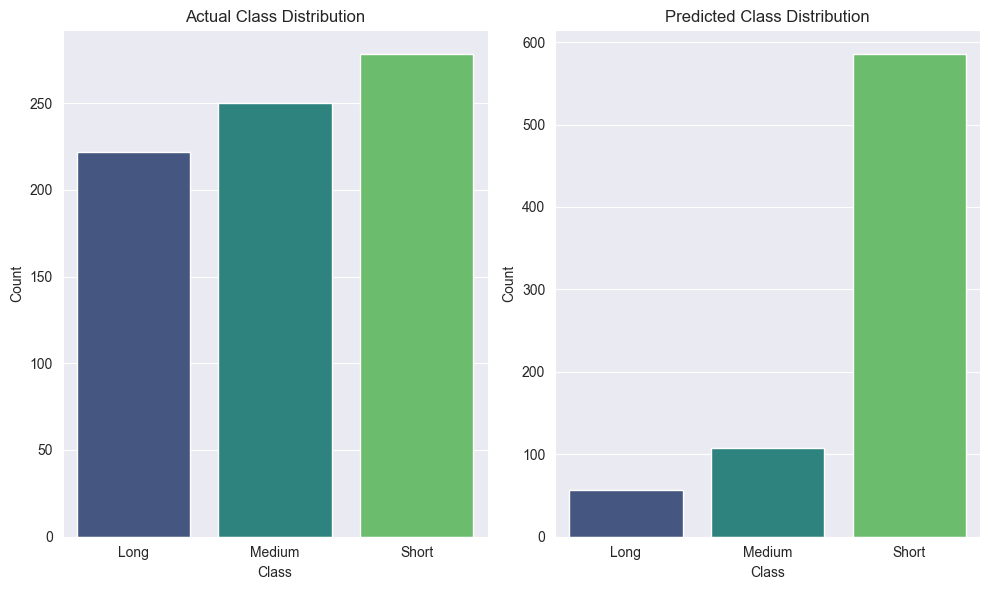 Actual Class Distribution
250
200
150
100
50
0
Count
Long Medium Short
Class
Predicted Class Distribution
600
500
400
300
200
100
0
Count
Long Medium Short
Class